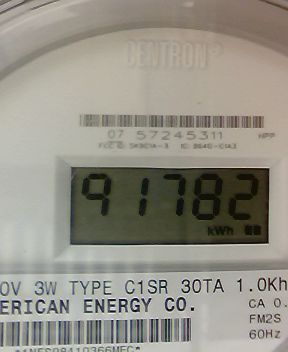 CENTRON®
07 57245311 HPP
91782
kWh
0V 3W TYPE C1SR 30TA 1.0Kh
ERICAN ENERGY CO.
CA 0.
FM2S
60Hz